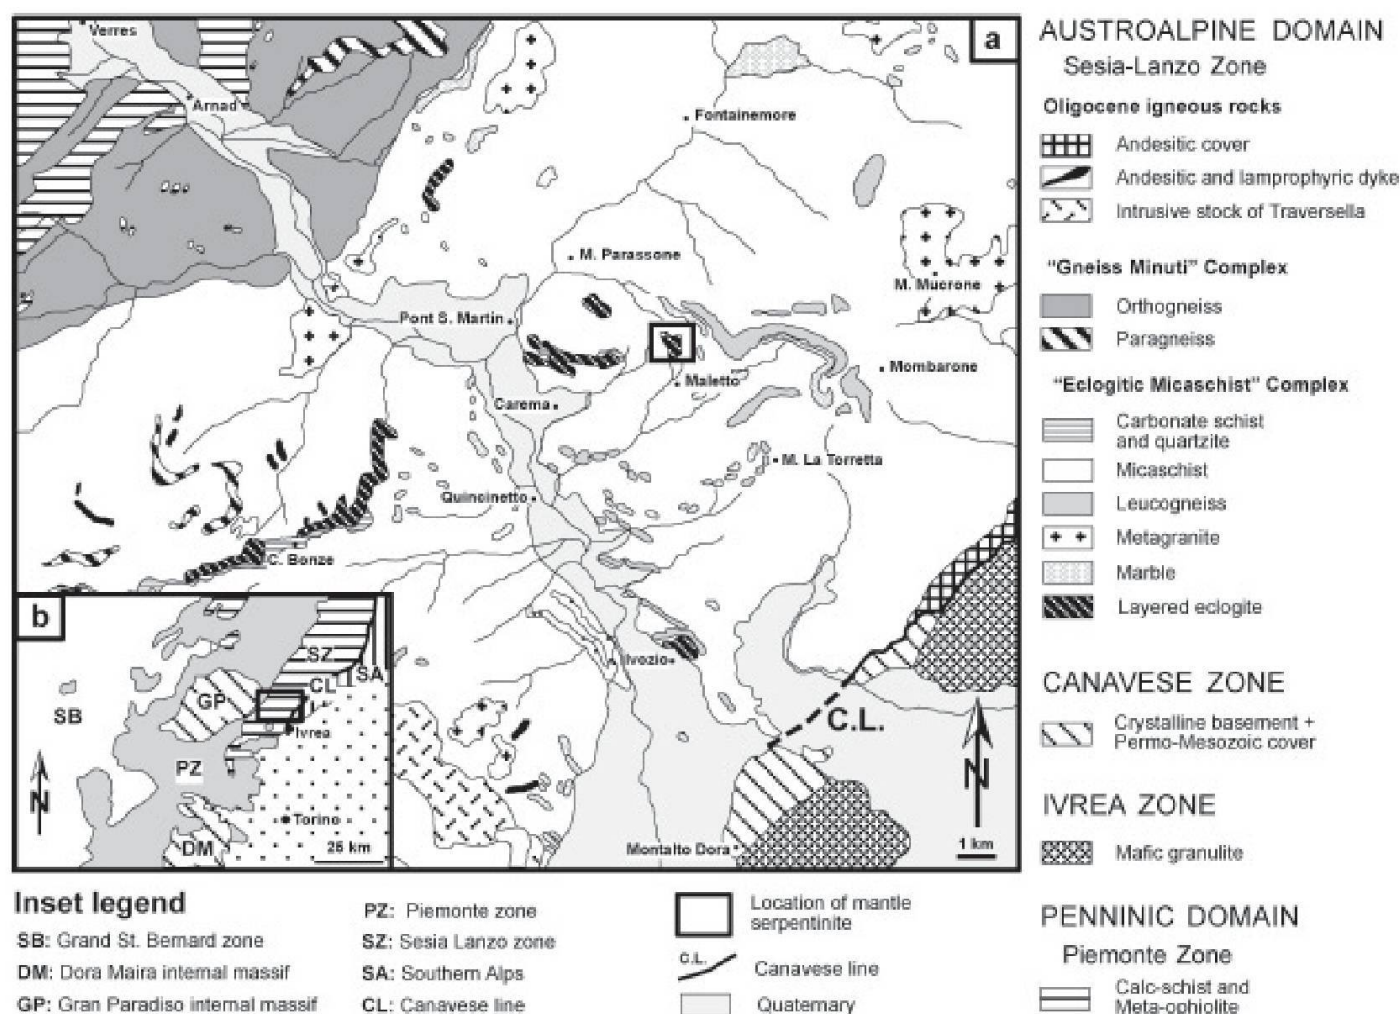 a
Verres
Arnad
Fontainemore
M. Parassone
M. Mucrone
Pont S. Martin
Mombarone
Maletto
Carema
M. La Torretta
Quincinetto
C. Bonze
Ivozio
C.L.
N
1 km
Montalto Dora
b
SZ
SA
CL
GP
SB
Ivrea
PZ
N
Torino
DM
25 km
AUSTROALPINE DOMAIN
Sesia-Lanzo Zone
Oligocene igneous rocks
Andesitic cover
Andesitic and lamprophyric dyke
Intrusive stock of Traversella
“Gneiss Minuti” Complex
Orthogneiss
Paragneiss
“Eclogitic Micaschist” Complex
Carbonate schist
and quartzite
Micaschist
Leucogneiss
Metagranite
Marble
Layered eclogite
CANAVESE ZONE
Crystalline basement +
Permo-Mesozoic cover
IVREA ZONE
Mafic granulite
PENNINIC DOMAIN
Piemonte Zone
Calc-schist and
Meta-ophiolite
Inset legend
SB: Grand St. Bernard zone
DM: Dora Maira internal massif
GP: Gran Paradiso internal massif
PZ: Piemonte zone
SZ: Sesia Lanzo zone
SA: Southern Alps
CL: Canavese line
Location of mantle
serpentinite
C.L.
Canavese line
Quaternary